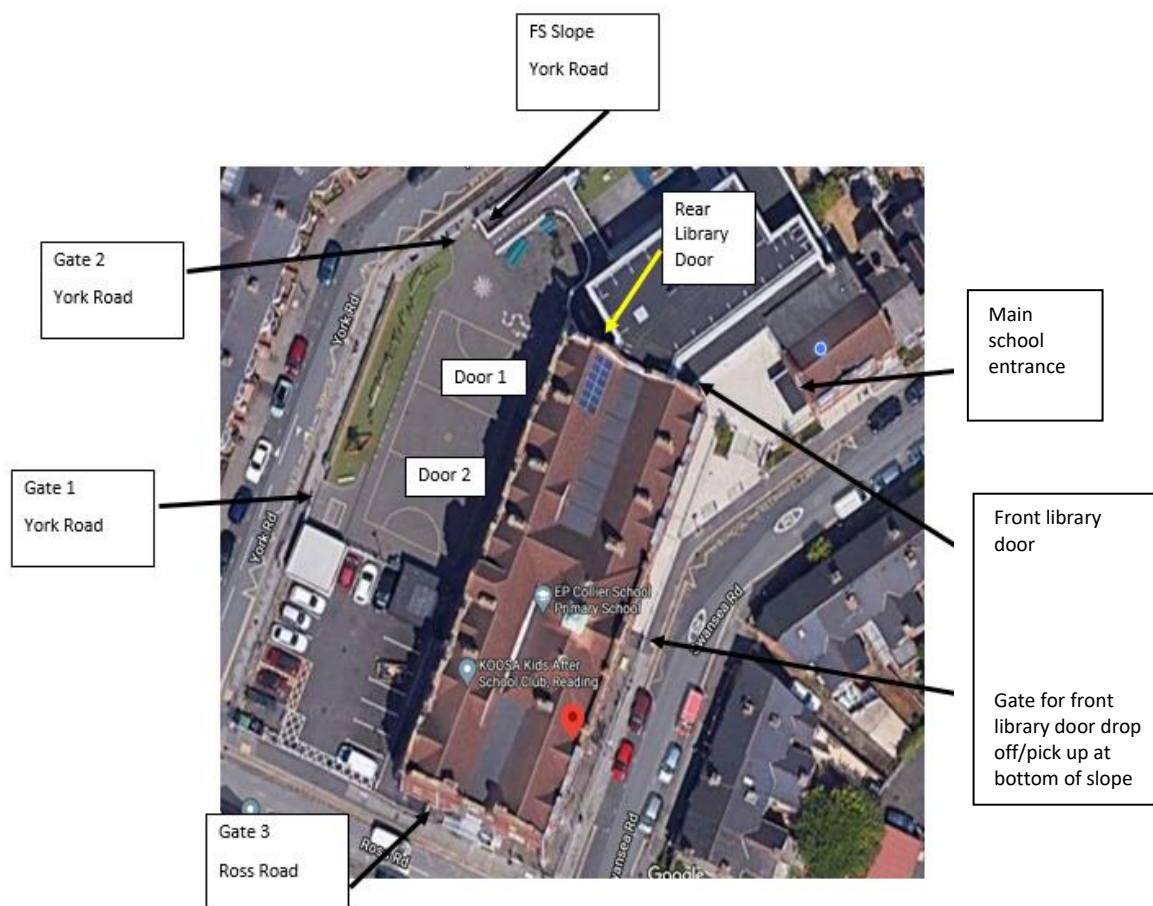 FS Slope
York Road
Rear
Library
Door
Gate 2
York Road
Main
school
entrance
York Rd
Door 1
Door 2
Gate 1
York Road
York Rd
Front library
door
EP Collier School
Primary School
Swansea Rd
KOOSA Kids After
School Club, Reading
Gate for front
library door drop
off/pick up at
bottom of slope
Gate 3
Ross Road
Ross Rd
Swansea Rd
Google